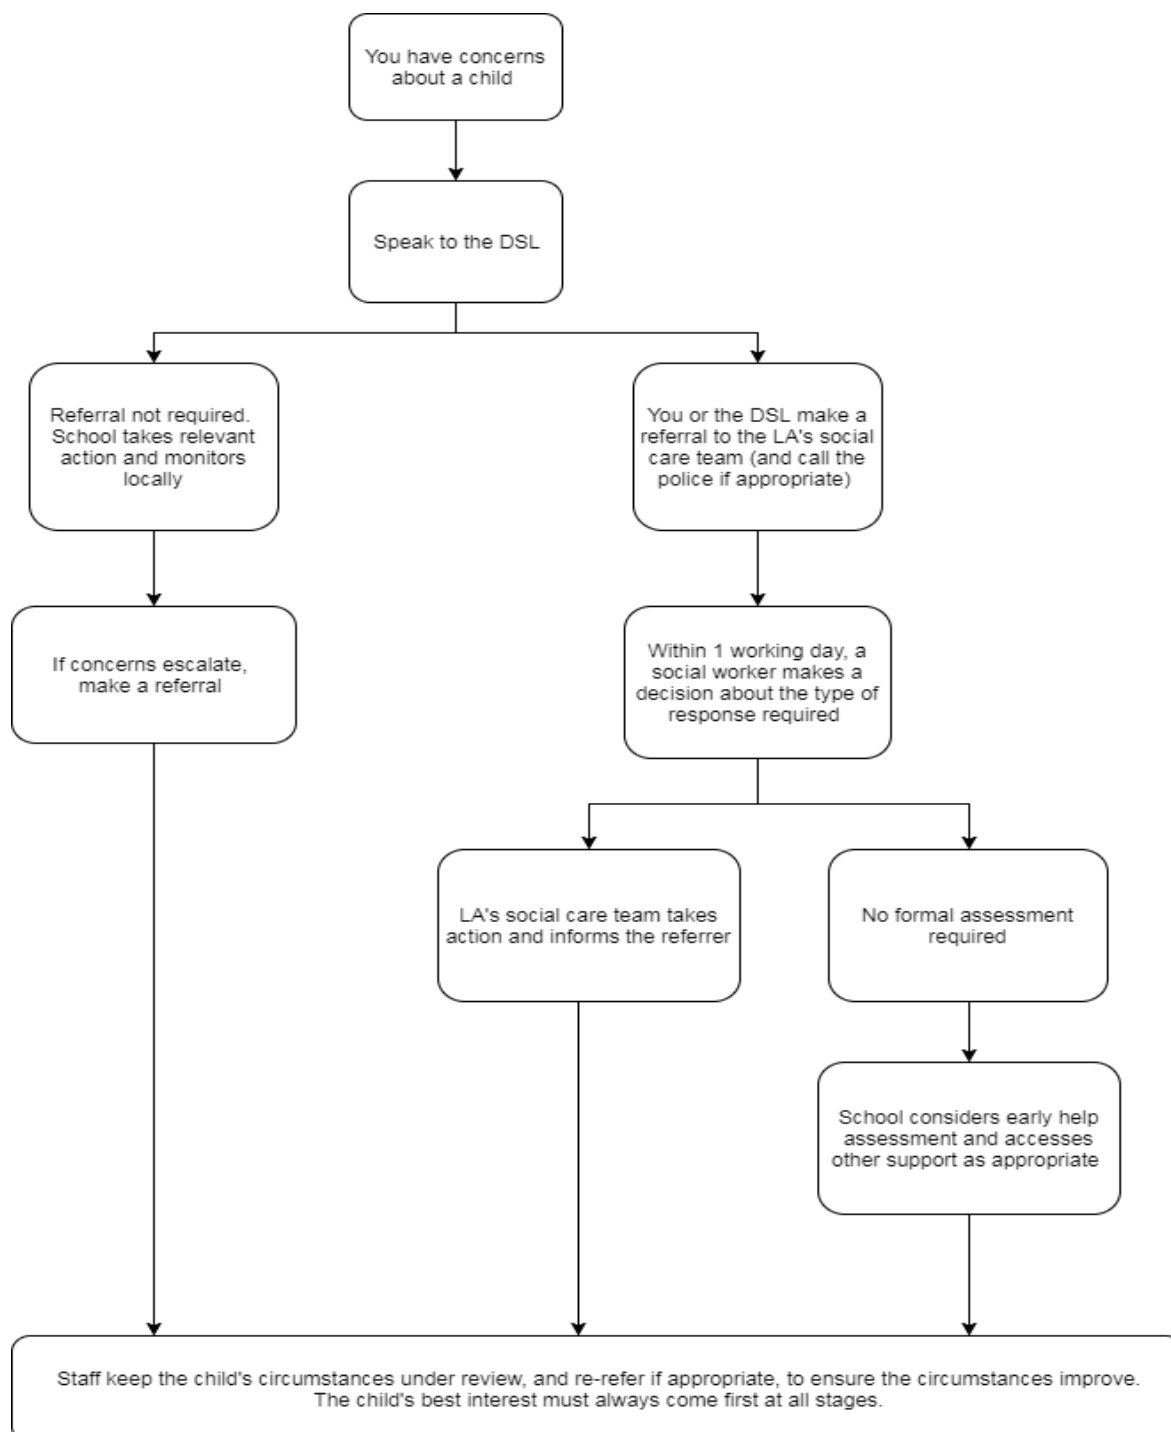 You have concerns
about a child
Speak to the DSL
Referral not required.
School takes relevant
action and monitors
locally
You or the DSL make a
referral to the LA's social
care team (and call the
police if appropriate)
If concerns escalate,
make a referral
Within 1 working day, a
social worker makes a
decision about the type of
response required
LA's social care team takes
action and informs the referrer
No formal assessment
required
School considers early help
assessment and accesses
other support as appropriate
Staff keep the child's circumstances under review, and re-refer if appropriate, to ensure the circumstances improve.
The child's best interest must always come first at all stages.